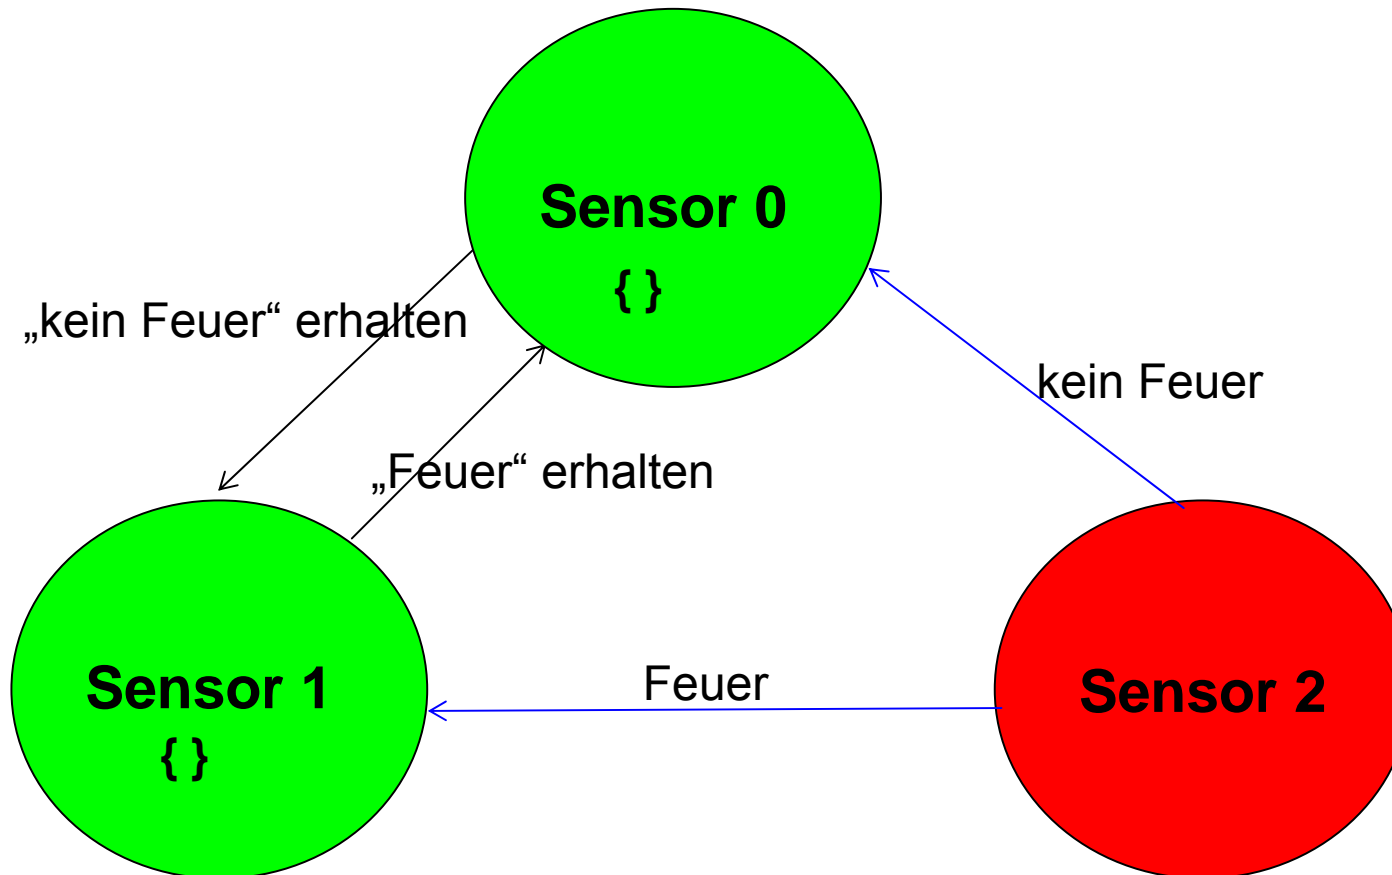 Sensor 0
{ }
„kein Feuer“ erhalten
kein Feuer
„Feuer“ erhalten
Sensor 1
{ }
Feuer
Sensor 2